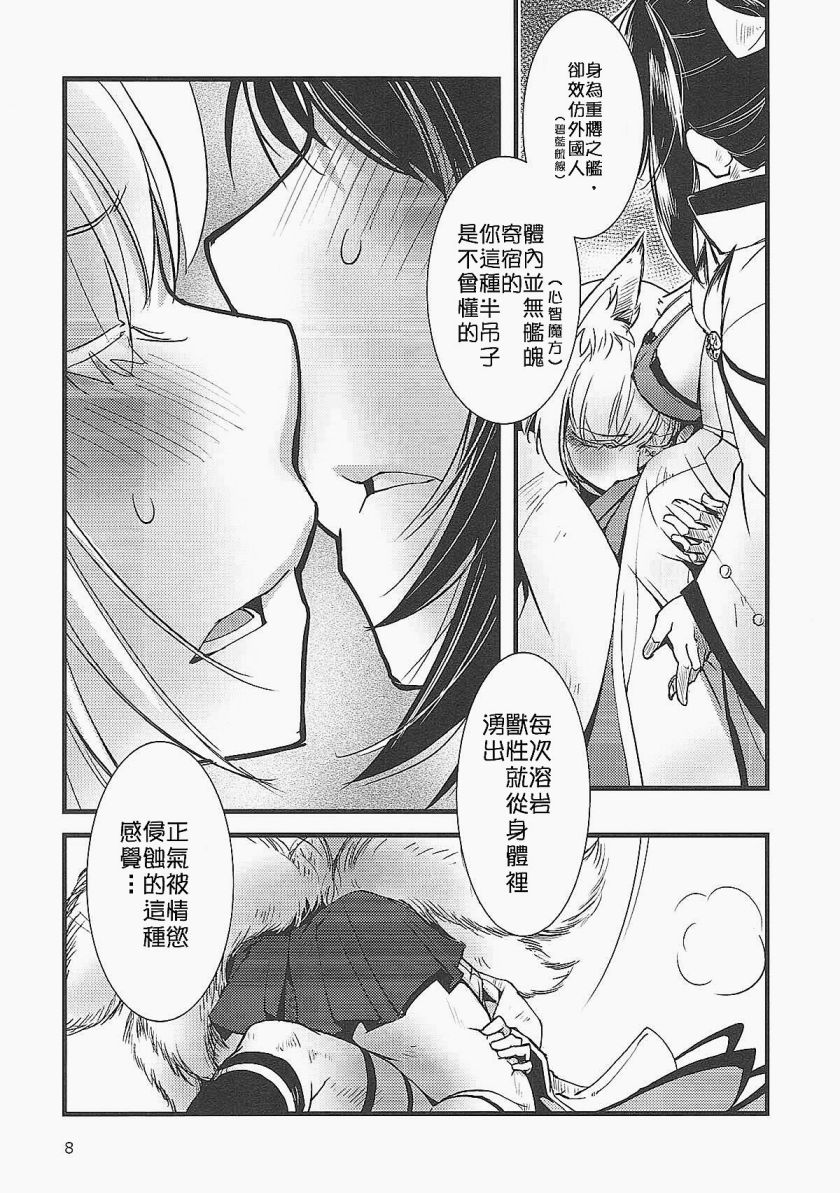 身為重櫻之艦，
卻效仿外國人
（碧藍航線）
體內並無艦魄
（心智魔方）
寄宿的
你這種半吊子
是不會懂的
每次溶岩
獸性就從身體裡
湧出
正氣被情慾
侵蝕的這種
感覺…
8